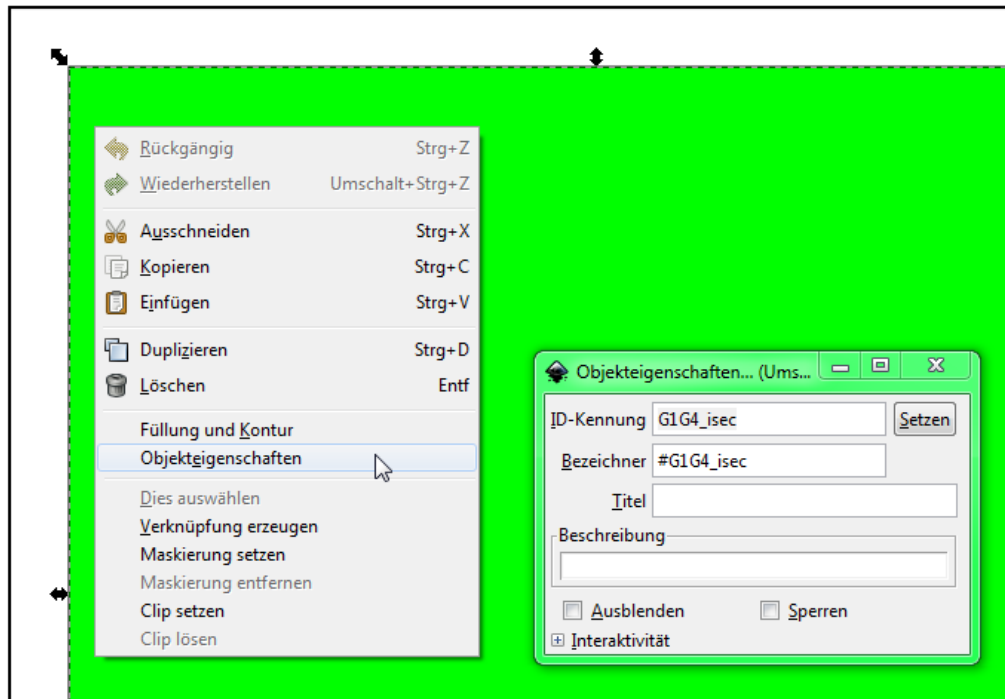 Rückgängig Strg+Z
Wiederherstellen Umschalt+Strg+Z
Ausschneiden Strg+X
Kopieren Strg+C
Einfügen Strg+V
Duplizieren Strg+D
Löschen Entf
Füllung und Kontur
Objekteigenschaften
Dies auswählen
Verknüpfung erzeugen
Maskierung setzen
Maskierung entfernen
Clip setzen
Clip lösen
Objekteigenschaften... (Ums...
ID-Kennung G1G4_isec Setzen
Bezeichner #G1G4_isec
Titel
Beschreibung
Ausblenden Sperren
Interaktivität